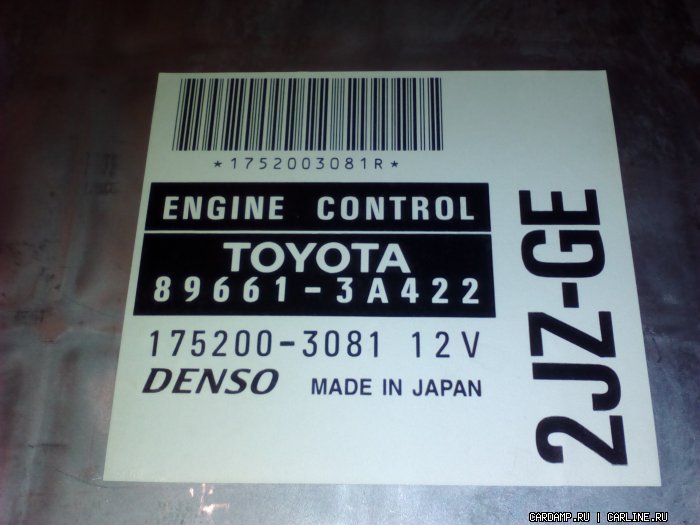 *1752003081R*
ENGINE CONTROL
TOYOTA
89661-3A422
175200-3081 12V
DENSO MADE IN JAPAN
2JZ-GE
CARDAMP.RU | CARLINE.RU